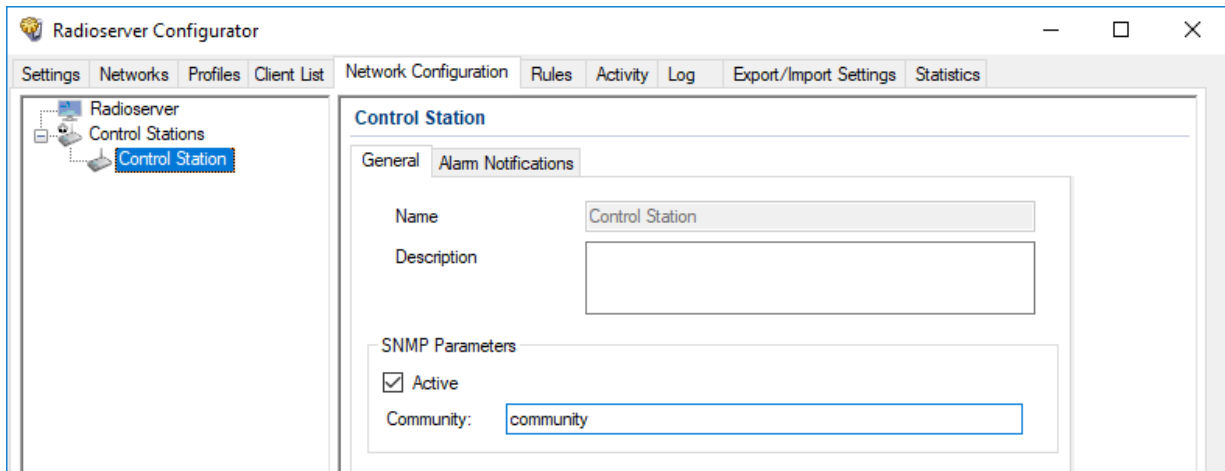 Radioserver Configurator
Settings Networks Profiles Client List Network Configuration Rules Activity Log Export/Import Settings Statistics
Radioserver
Control Stations
Control Station
Control Station
General Alarm Notifications
Name Control Station
Description
SNMP Parameters
Active
Community: community